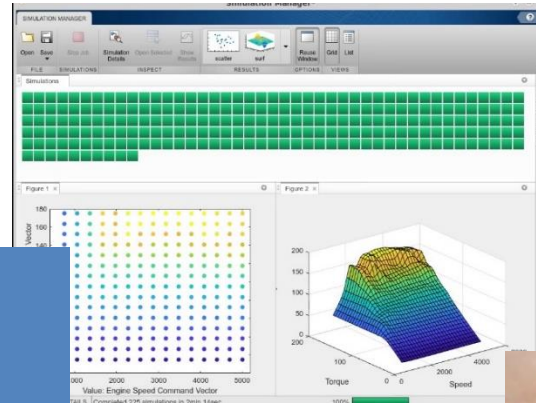 Simulation Manager
SIMULATION MANAGER
Open Save Stop Job Simulation Details Open Selected Show Results scatter surf Reuse Window Grid List
FILE SIMULATIONS INSPECT RESULTS OPTIONS VIEWS
Simulations
Figure 1 × Figure 2 ×
180
160
140
Vector
000 2000 3000 4000 5000
Value: Engine Speed Command Vector
200
150
100
50
0
200
100
0
Torque
0
2000
4000
Speed
Completed 225 simulations in 100%